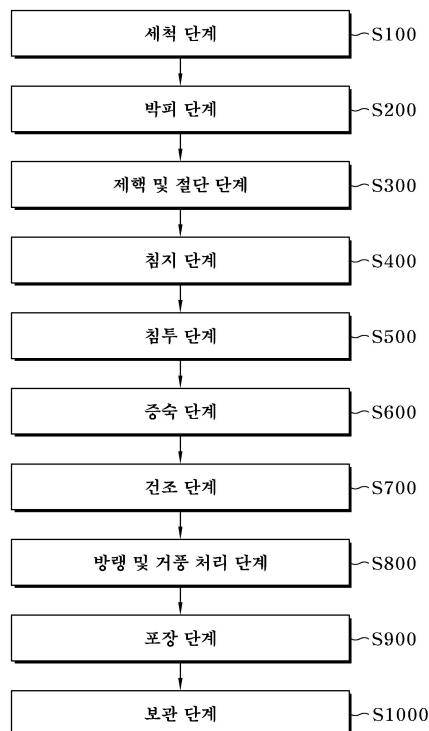 세척 단계 S100
박피 단계 S200
제핵 및 절단 단계 S300
침지 단계 S400
침투 단계 S500
증숙 단계 S600
건조 단계 S700
방랭 및 거풍 처리 단계 S800
포장 단계 S900
보관 단계 S1000